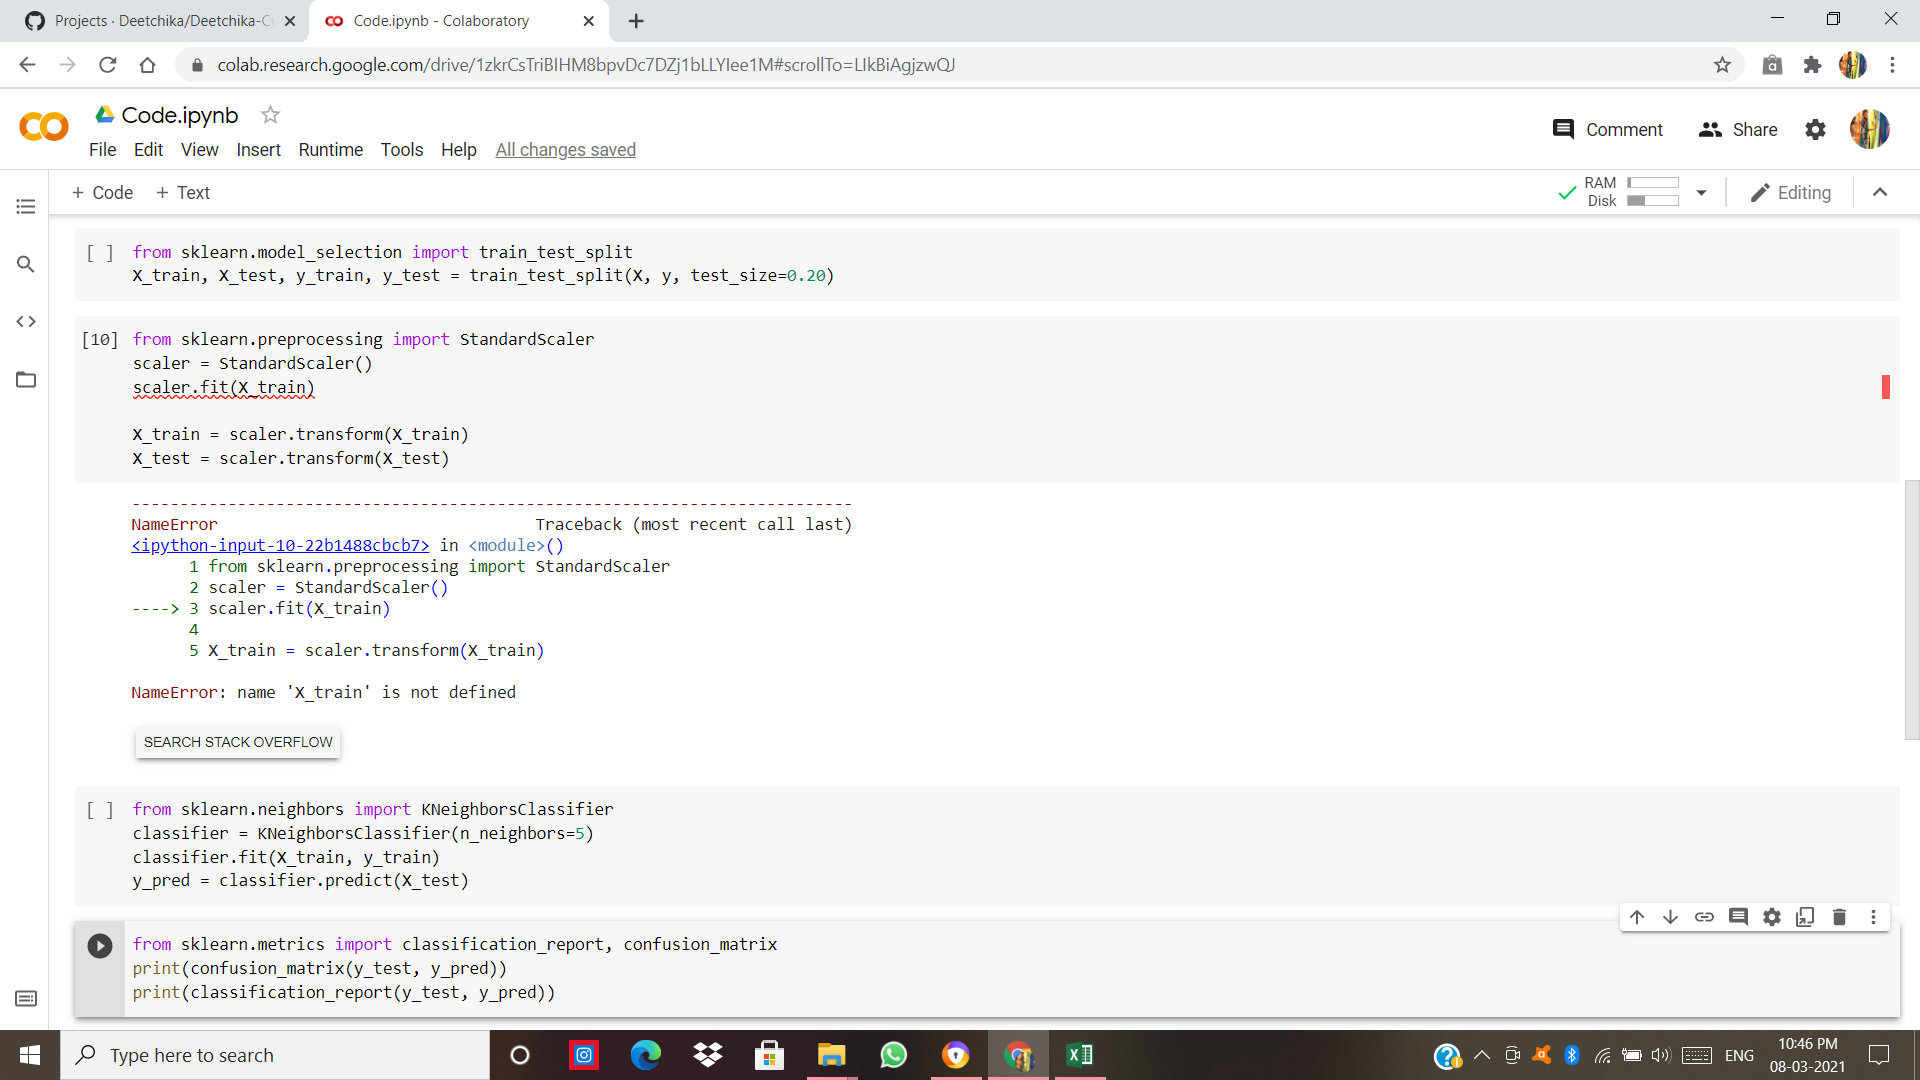 Projects · Deetchika/Deetchika-C
Code.ipynb - Colaboratory
colab.research.google.com/drive/1zkrCsTriBIHM8bpvDc7DZj1bLLYIee1M#scrollTo=LIkBiAgjzwQJ
Code.ipynb
Comment
Share
File Edit View Insert Runtime Tools Help All changes saved
+ Code + Text
RAM
Disk
Editing
[ ] from sklearn.model_selection import train_test_split
X_train, X_test, y_train, y_test = train_test_split(X, y, test_size=0.20)
[10] from sklearn.preprocessing import StandardScaler
scaler = StandardScaler()
scaler.fit(X_train)
X_train = scaler.transform(X_train)
X_test = scaler.transform(X_test)
---------------------------------------------------------------------------
NameError Traceback (most recent call last)
<ipython-input-10-22b1488cbcb7> in <module>()
1 from sklearn.preprocessing import StandardScaler
2 scaler = StandardScaler()
----> 3 scaler.fit(X_train)
4
5 X_train = scaler.transform(X_train)
NameError: name 'X_train' is not defined
SEARCH STACK OVERFLOW
[ ] from sklearn.neighbors import KNeighborsClassifier
classifier = KNeighborsClassifier(n_neighbors=5)
classifier.fit(X_train, y_train)
y_pred = classifier.predict(X_test)
from sklearn.metrics import classification_report, confusion_matrix
print(confusion_matrix(y_test, y_pred))
print(classification_report(y_test, y_pred))
Type here to search
ENG
10:46 PM
08-03-2021